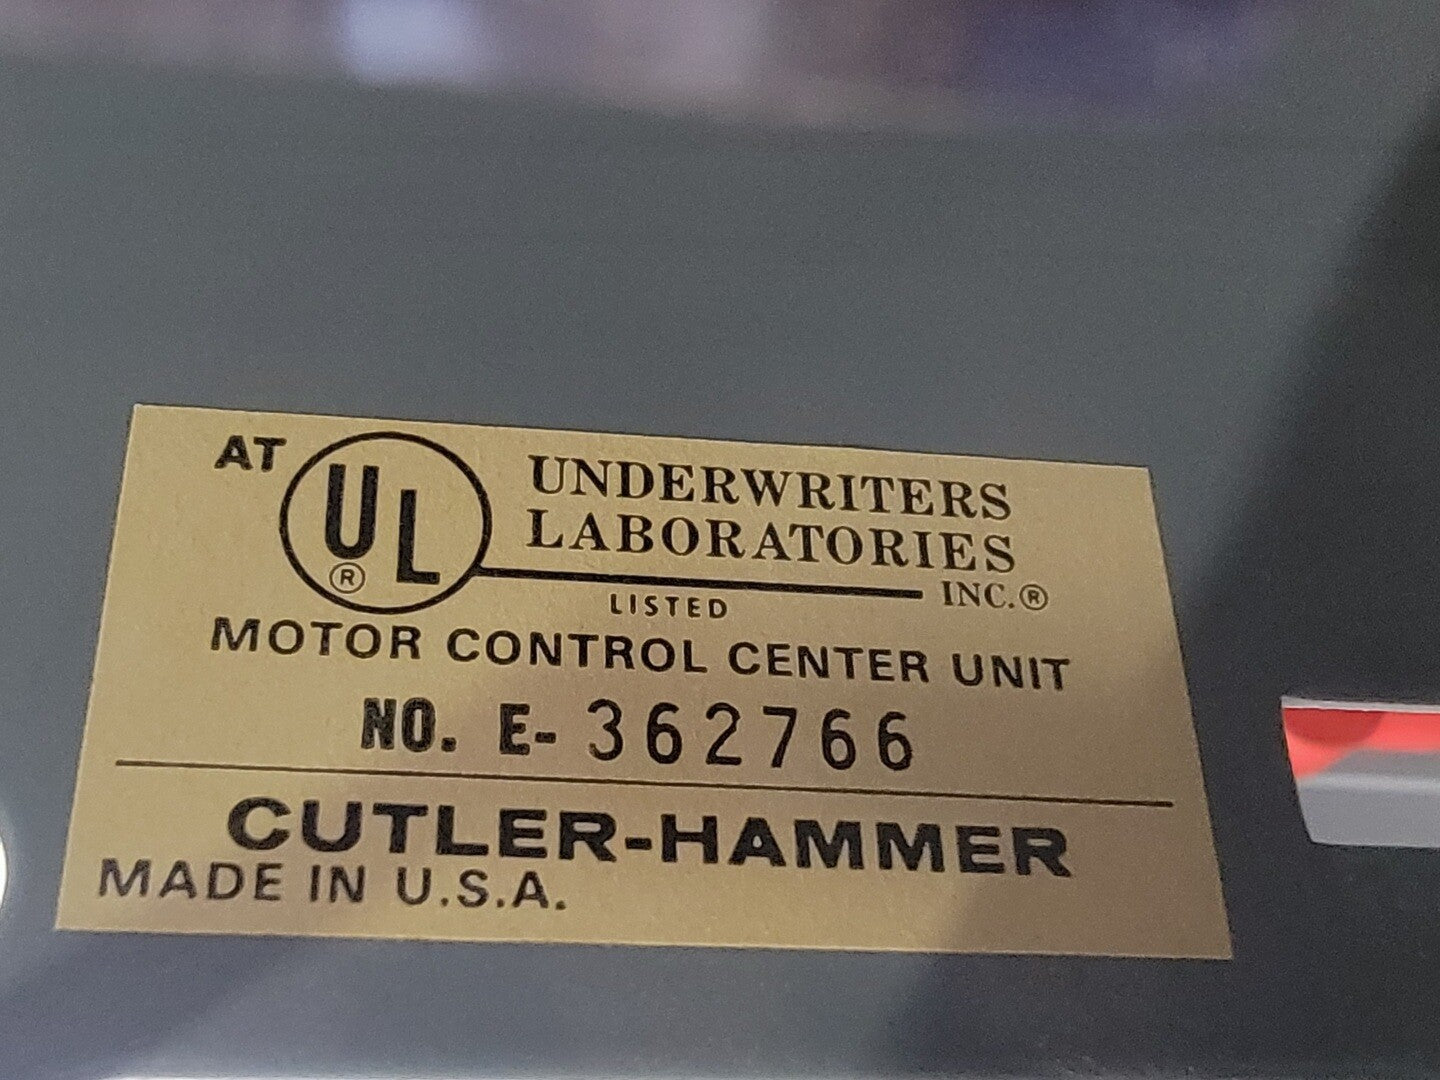 AT UL® UNDERWRITERS
LABORATORIES
INC.®
LISTED
MOTOR CONTROL CENTER UNIT
NO. E- 362766
CUTLER-HAMMER
MADE IN U.S.A.